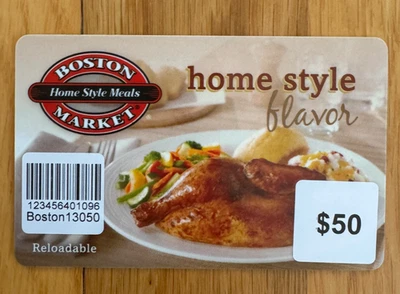 BOSTON
Home Style Meals
MARKET®
home style
flavor
123456401096
Boston13050
$50
Reloadable